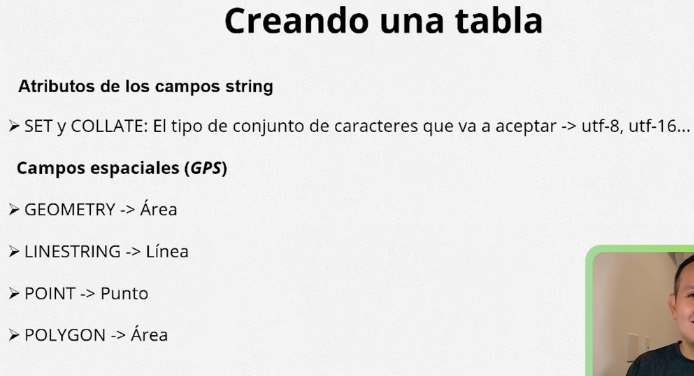 Creando una tabla
Atributos de los campos string
➢ SET y COLLATE: El tipo de conjunto de caracteres que va a aceptar -> utf-8, utf-16...
Campos espaciales (GPS)
➢ GEOMETRY -> Área
➢ LINESTRING -> Línea
➢ POINT -> Punto
➢ POLYGON -> Área